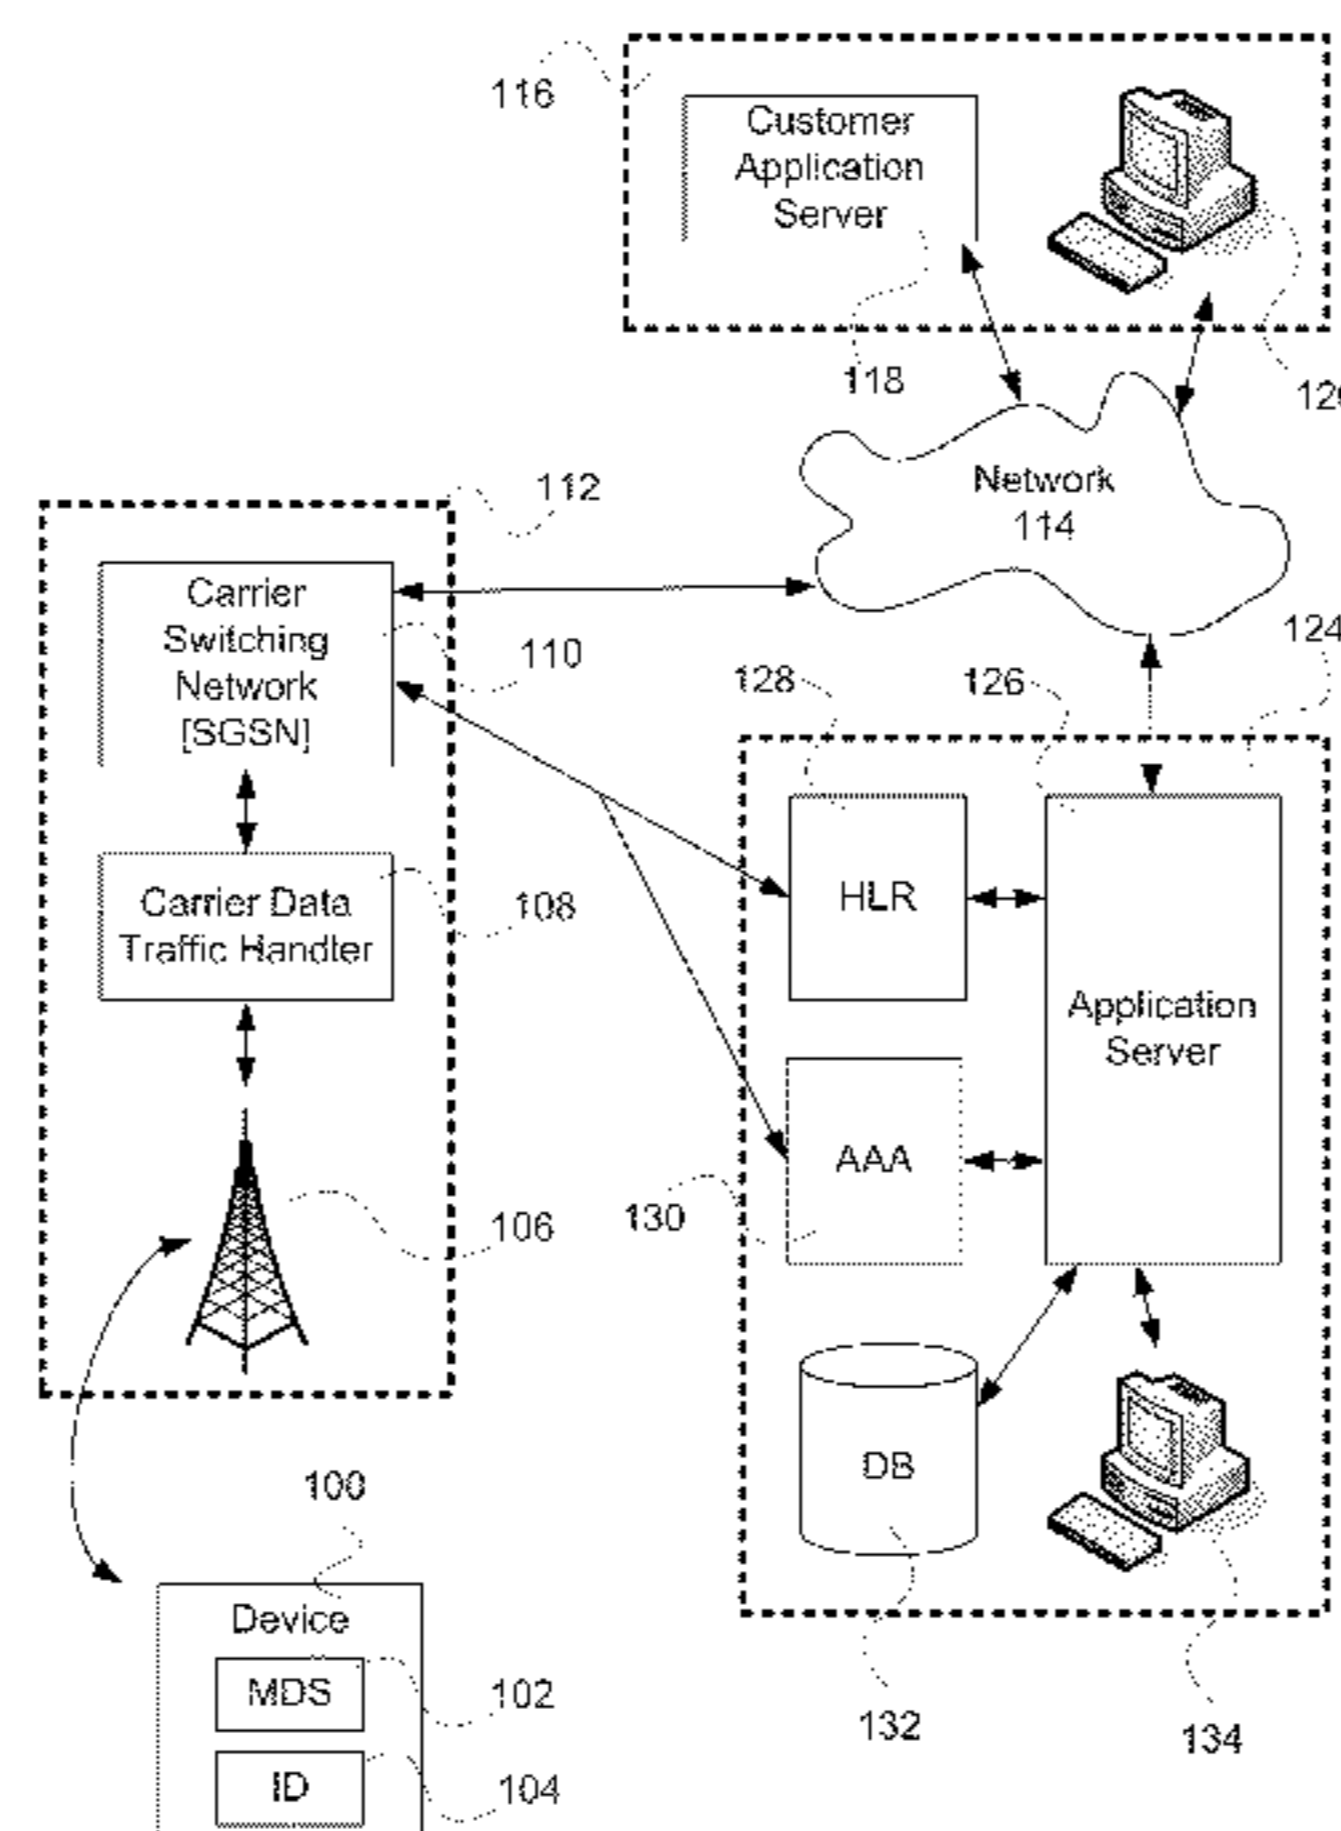 116
Customer
Application
Server
118
Network
114
112
Carrier
Switching
Network
[SGSN]
110
128
126
124
HLR
Carrier Data
Traffic Handler
108
Application
Server
AAA
130
106
DB
100
Device
MDS
102
132
134
ID
104